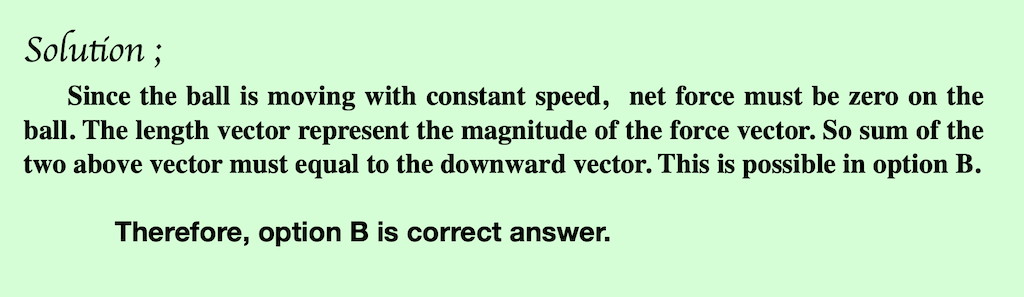 Solution ;
Since the ball is moving with constant speed, net force must be zero on the
ball. The length vector represent the magnitude of the force vector. So sum of the
two above vector must equal to the downward vector. This is possible in option B.
Therefore, option B is correct answer.